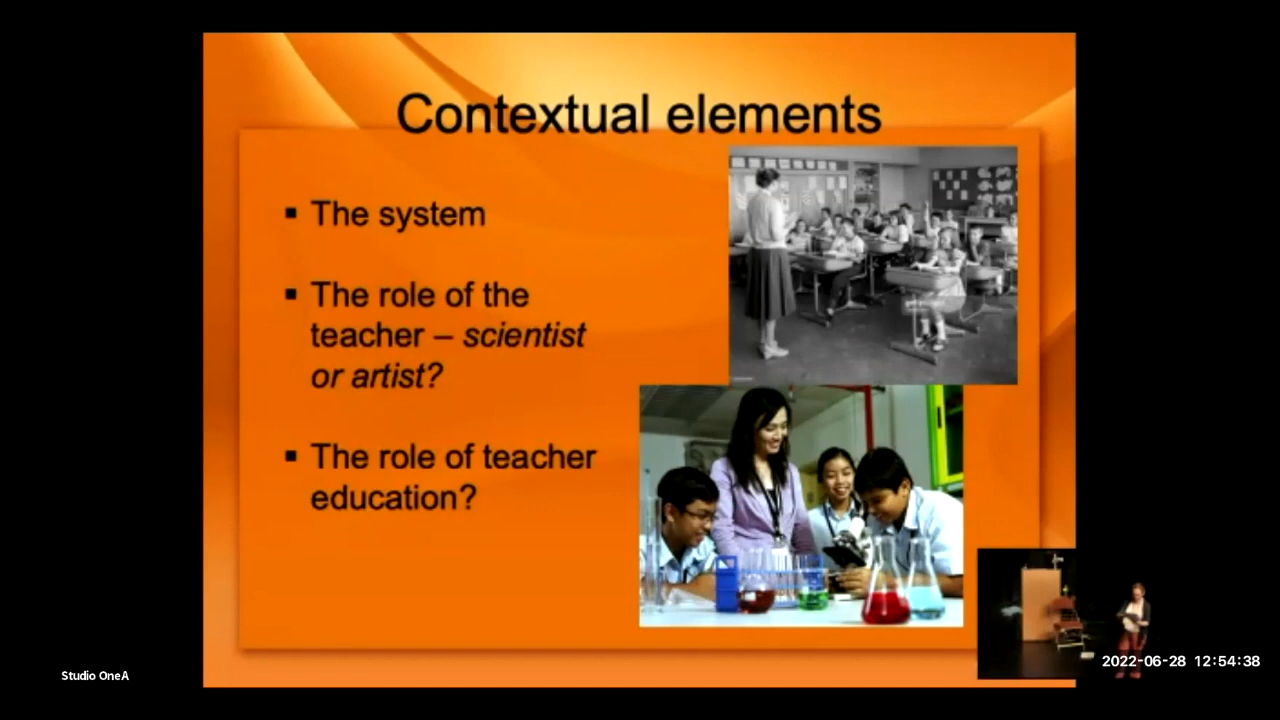 Contextual elements
▪ The system
▪ The role of the
teacher – scientist
or artist?
▪ The role of teacher
education?
2022-06-28 12:54:38
Studio OneA